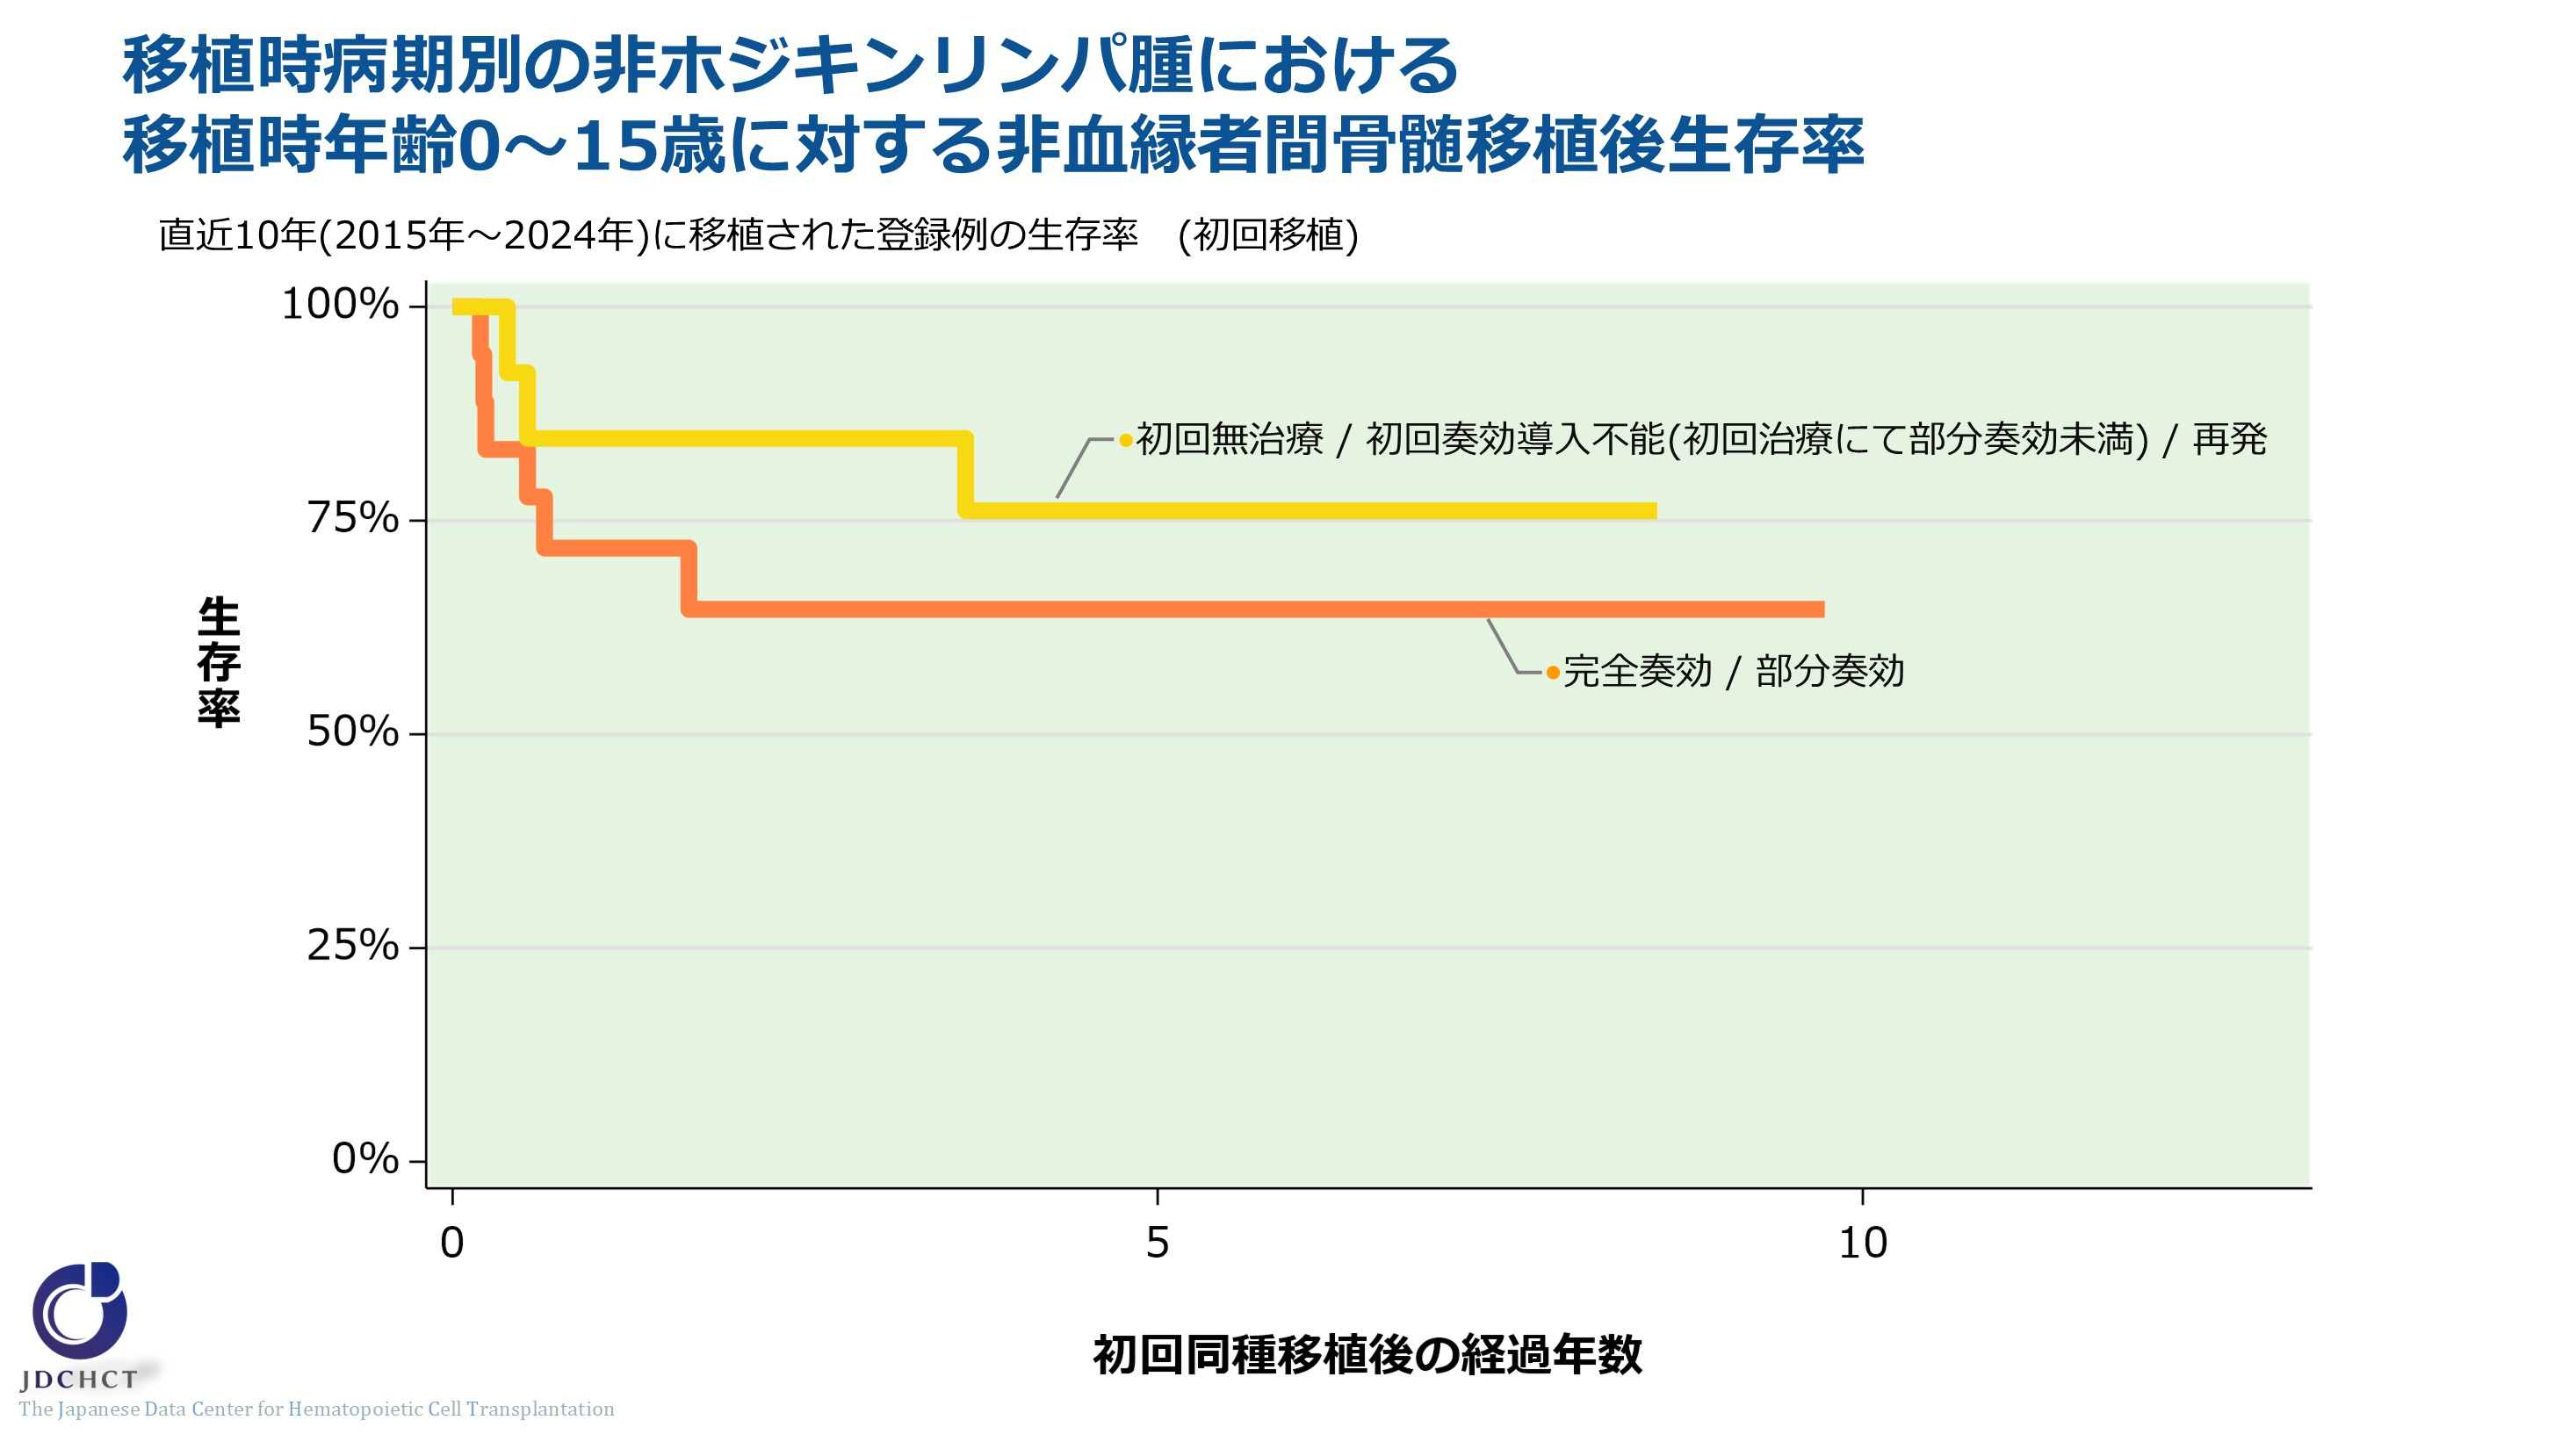 移植時病期別の非ホジキンリンパ腫における
移植時年齢0～15歳に対する非血縁者間骨髄移植後生存率
直近10年(2015年～2024年)に移植された登録例の生存率　(初回移植)
100%
初回無治療 / 初回奏効導入不能(初回治療にて部分奏効未満) / 再発
75%
生存率
完全奏効 / 部分奏効
50%
25%
0%
0
5
10
初回同種移植後の経過年数
JDCHCT
The Japanese Data Center for Hematopoietic Cell Transplantation